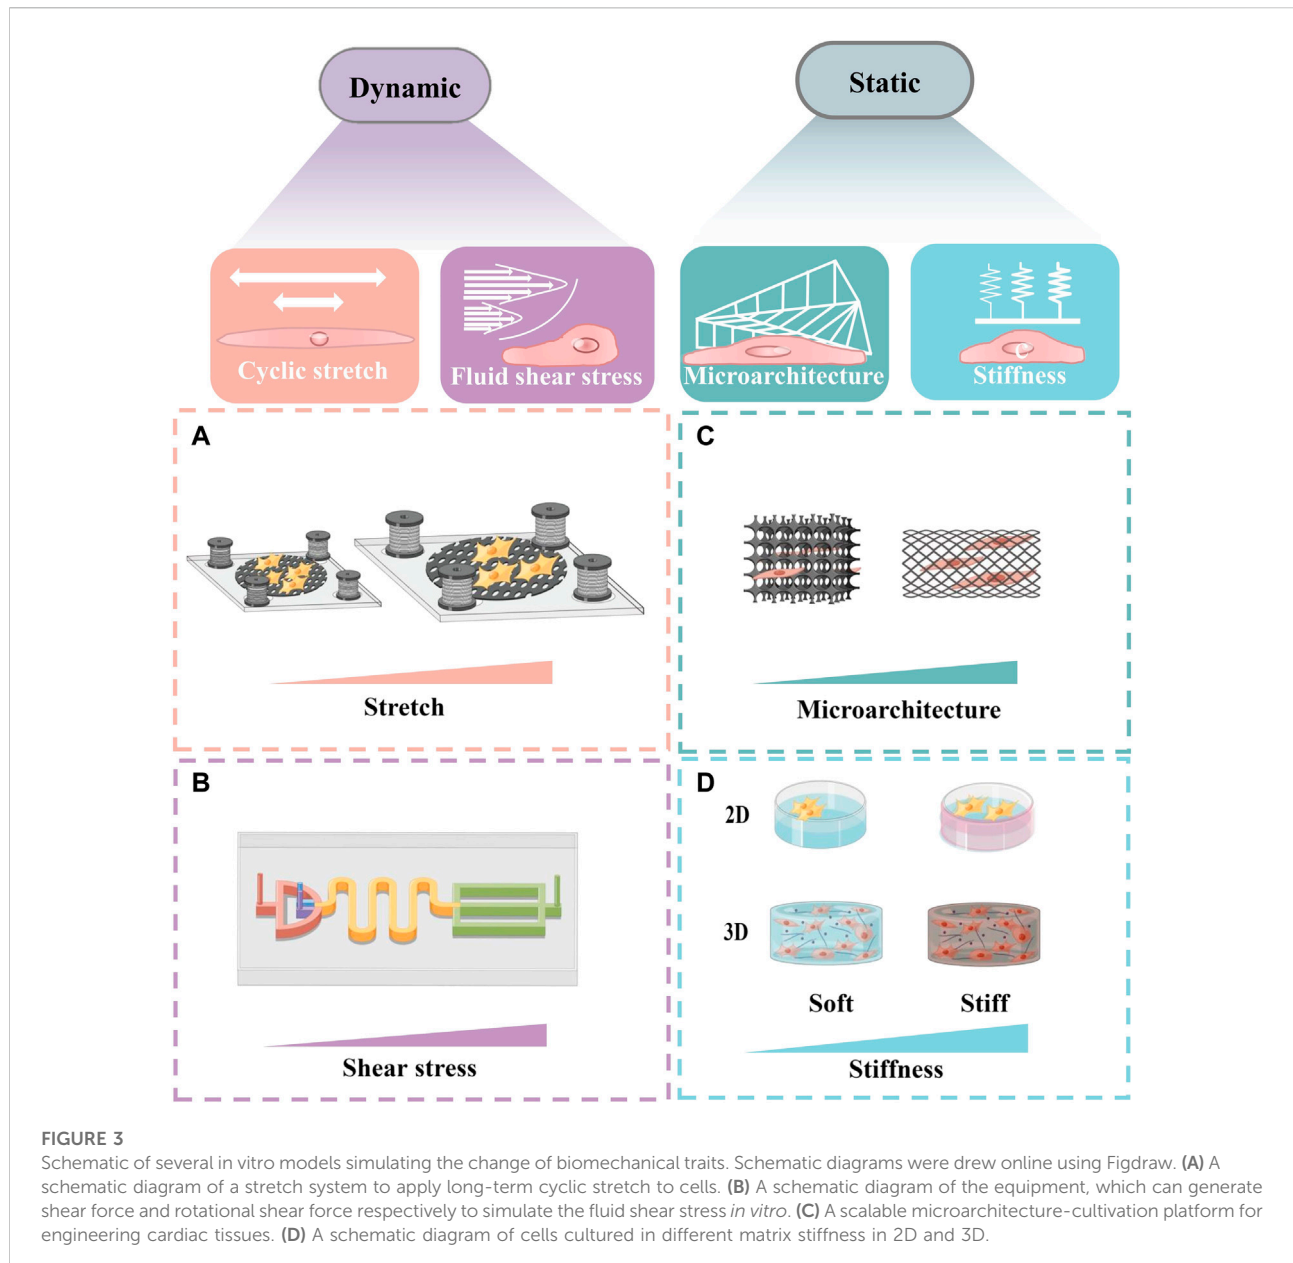 Dynamic
Static
Cyclic stretch
Fluid shear stress
Microarchitecture
Stiffness
C
A
Stretch
C
Microarchitecture
B
Shear stress
D
2D
3D
Soft
Stiff
Stiffness
FIGURE 3
Schematic of several in vitro models simulating the change of biomechanical traits. Schematic diagrams were drew online using Figdraw. (A) A
schematic diagram of a stretch system to apply long-term cyclic stretch to cells. (B) A schematic diagram of the equipment, which can generate
shear force and rotational shear force respectively to simulate the fluid shear stress in vitro. (C) A scalable microarchitecture-cultivation platform for
engineering cardiac tissues. (D) A schematic diagram of cells cultured in different matrix stiffness in 2D and 3D.